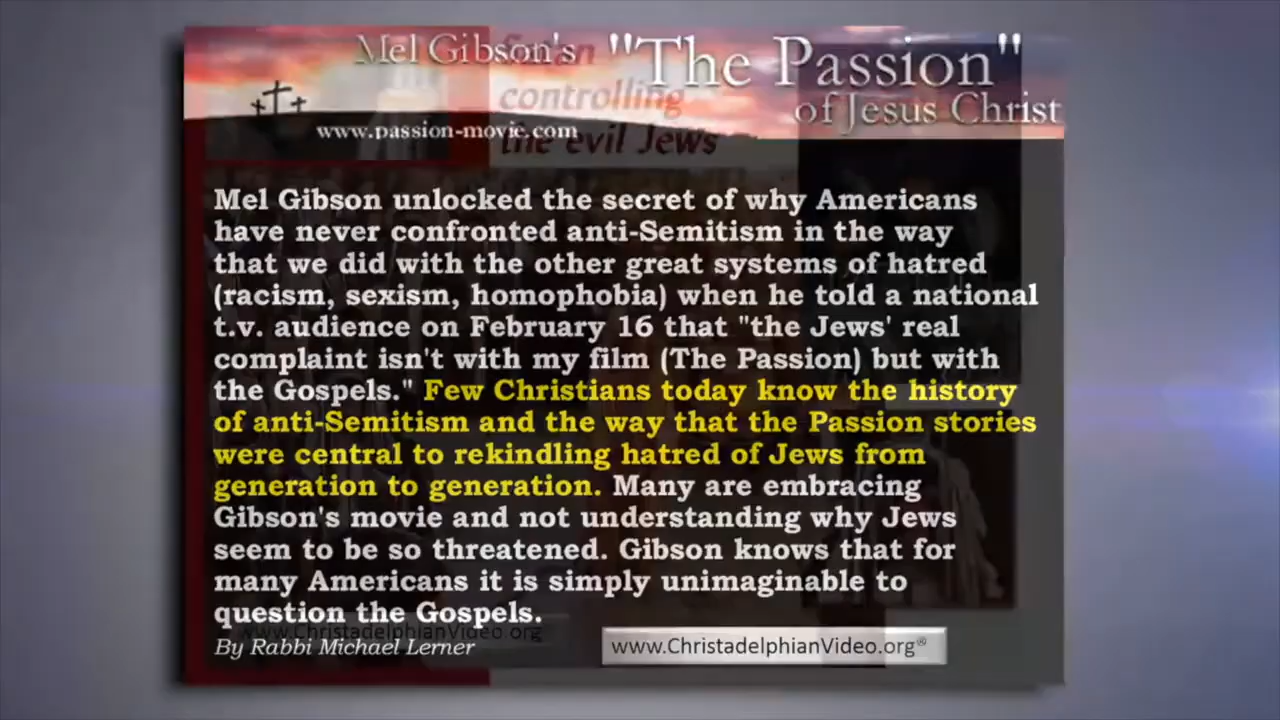 Mel Gibson's
"The Passion"
of Jesus Christ
controlling
the evil Jews
www.passion-movie.com
Mel Gibson unlocked the secret of why Americans
have never confronted anti-Semitism in the way
that we did with the other great systems of hatred
(racism, sexism, homophobia) when he told a national
t.v. audience on February 16 that "the Jews' real
complaint isn't with my film (The Passion) but with
the Gospels." Few Christians today know the history
of anti-Semitism and the way that the Passion stories
were central to rekindling hatred of Jews from
generation to generation. Many are embracing
Gibson's movie and not understanding why Jews
seem to be so threatened. Gibson knows that for
many Americans it is simply unimaginable to
question the Gospels.
www.ChristadelphianVideo.org
By Rabbi Michael Lerner
www.ChristadelphianVideo.org®